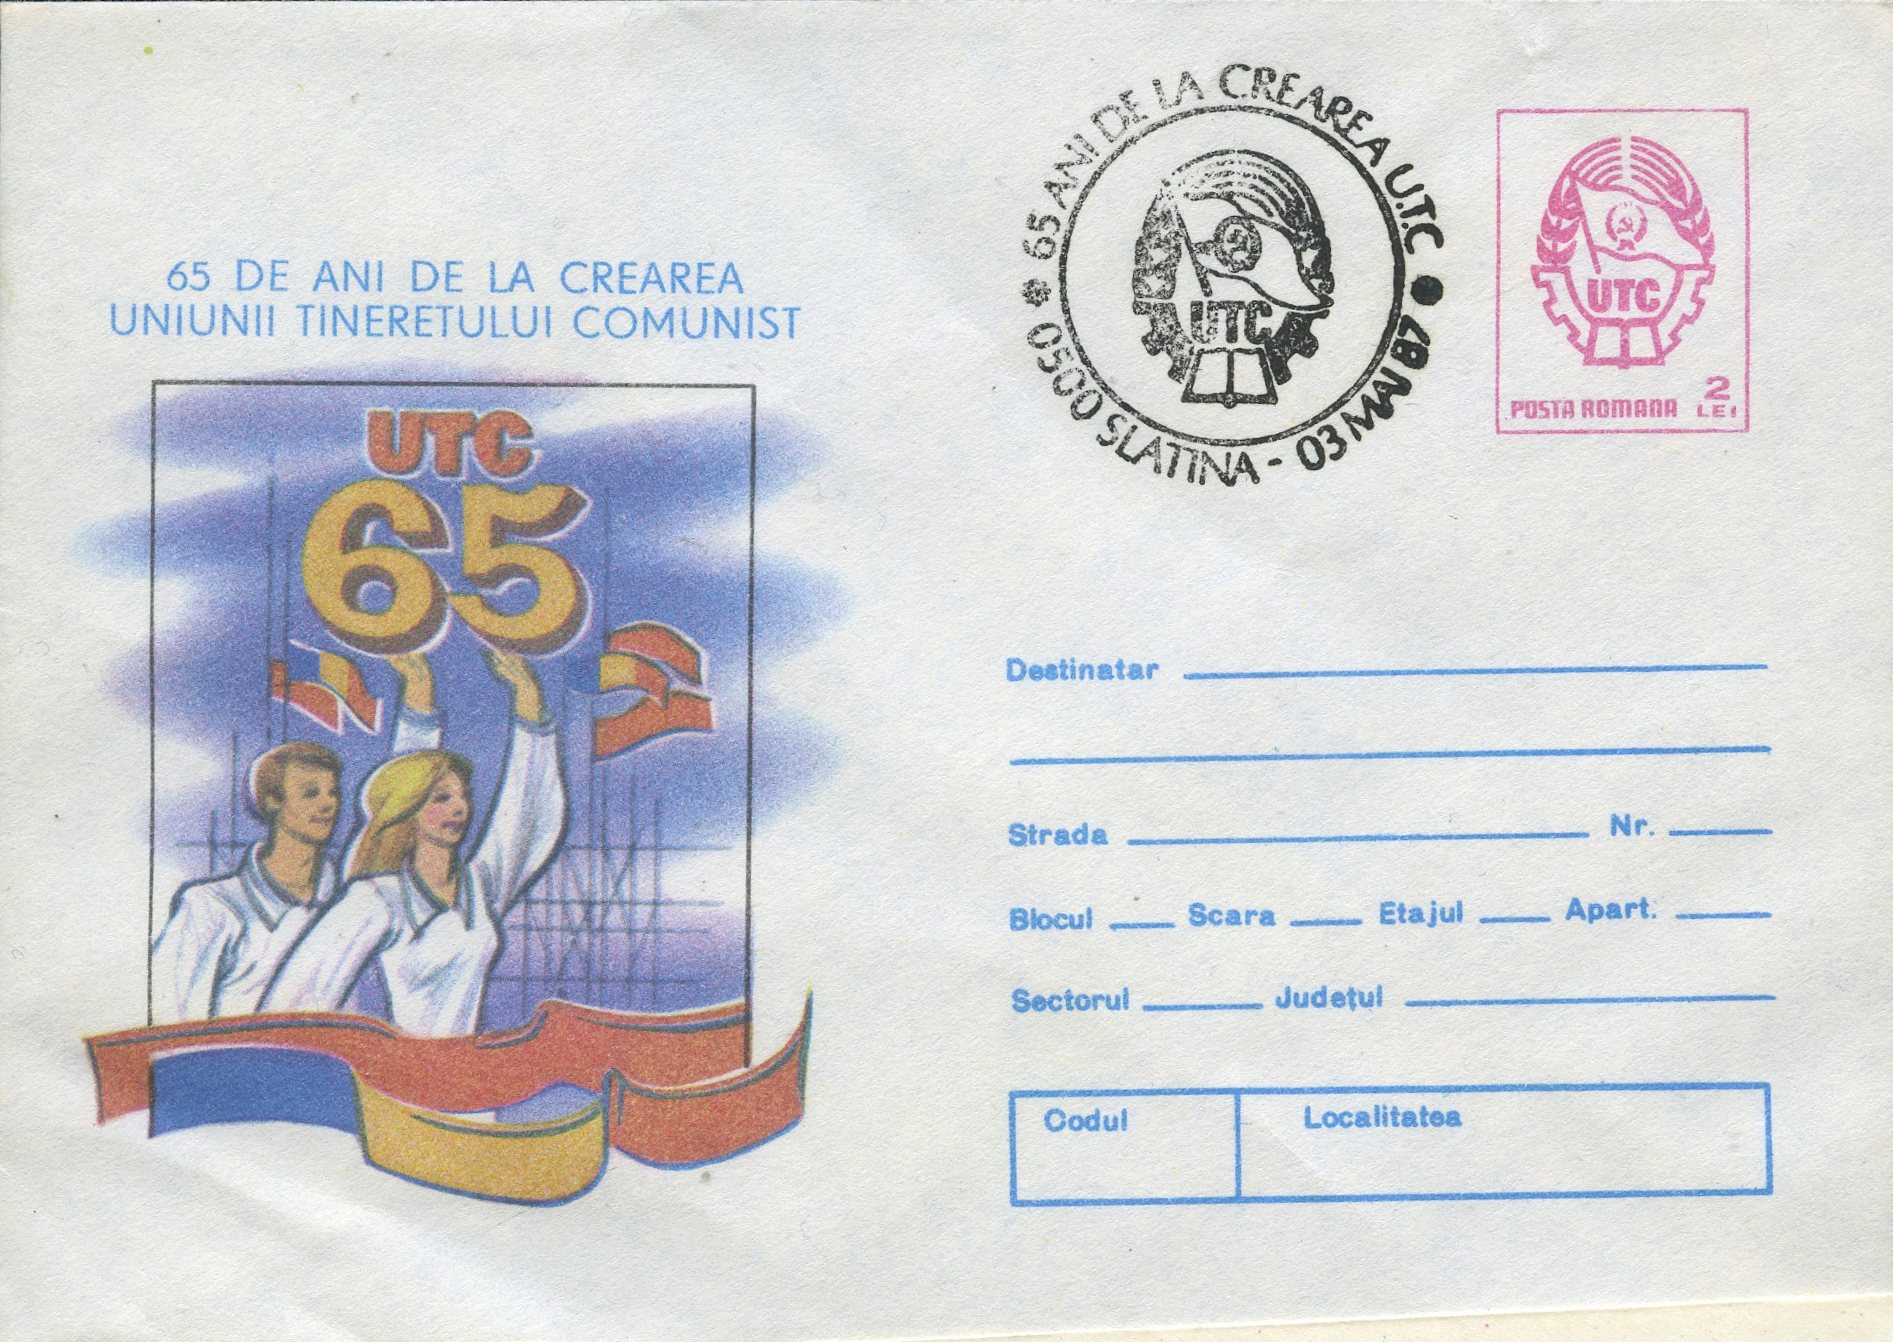 65 DE ANI DE LA CREAREA
UNIUNII TINERETULUI COMUNIST
UTC
65
* 65 ANI DE LA CREAREA U.T.C ●
0500 SLATINA - 03 MAI 87
UTC
UTC
POSTA ROMANA 2 LEI
Destinatar
Strada Nr.
Blocul Scara Etajul Apart.
Sectorul Județul
Codul Localitatea